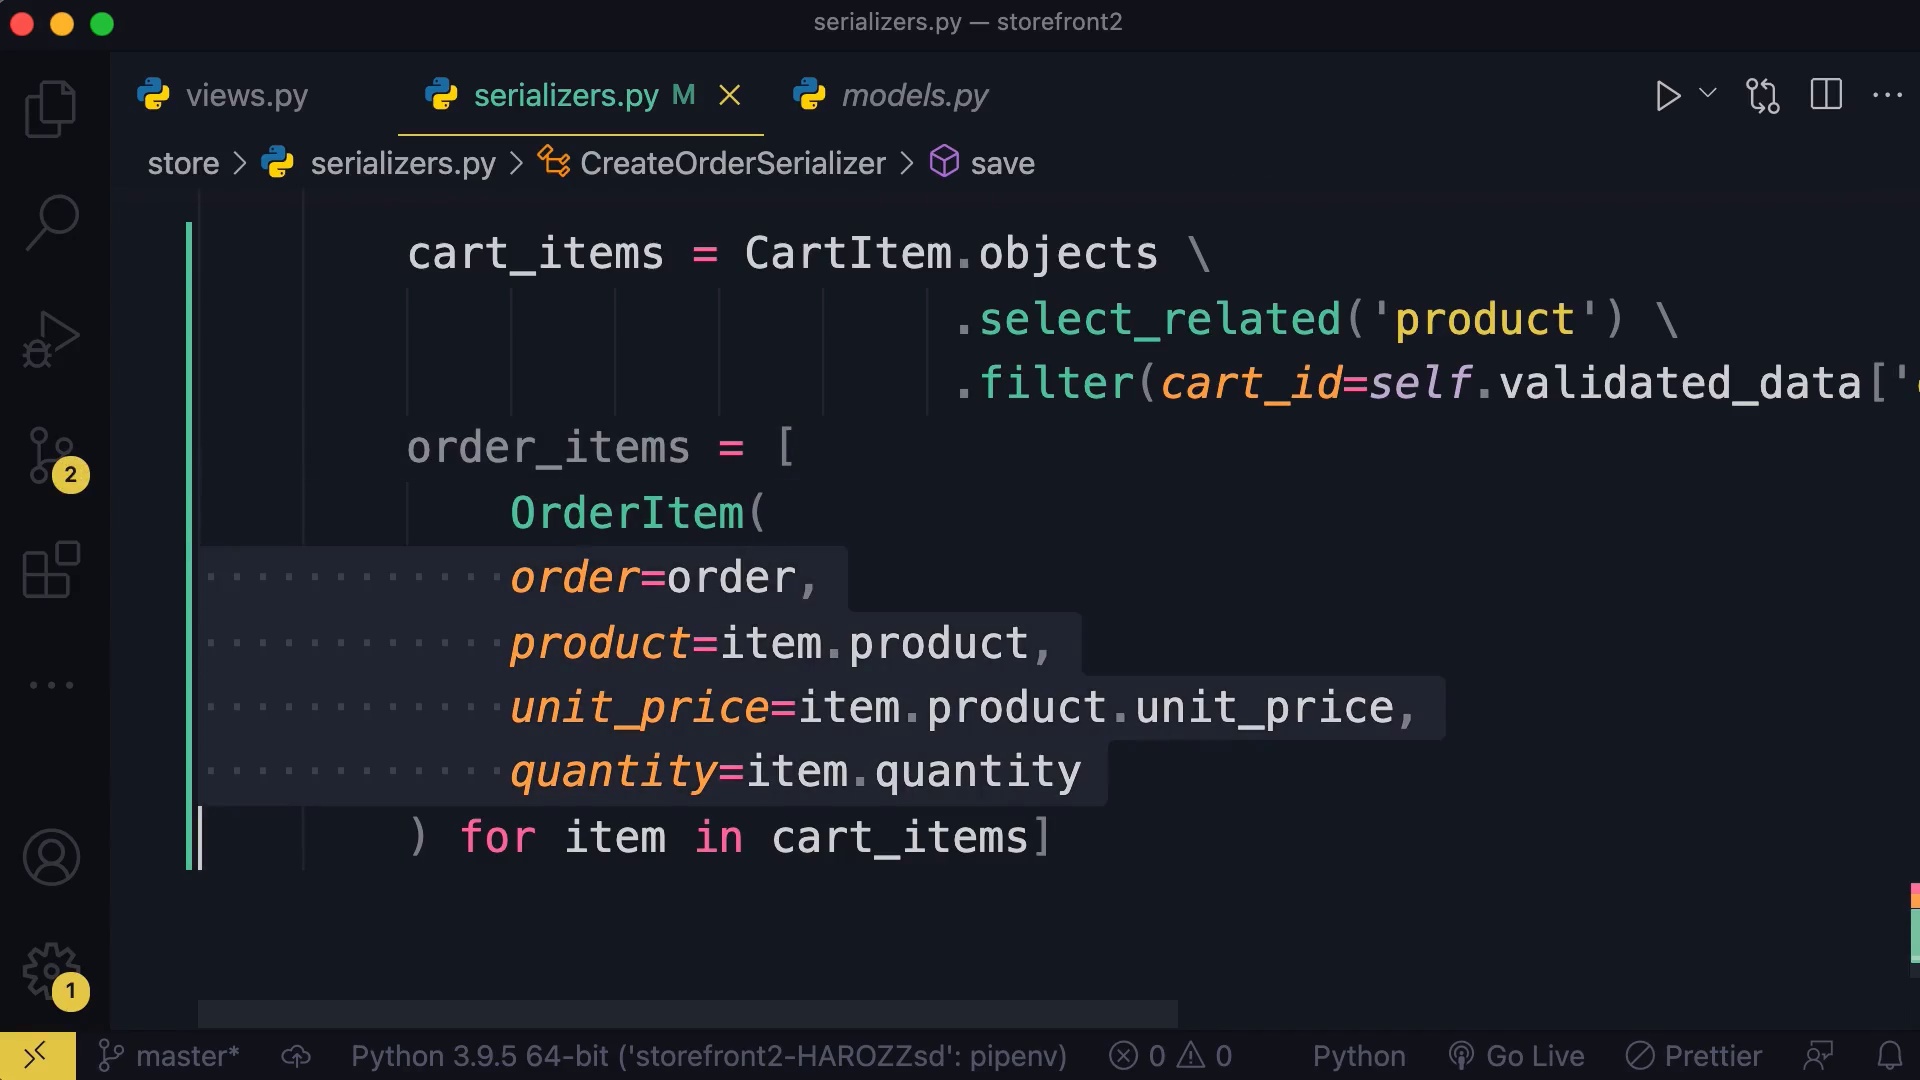 serializers.py — storefront2
views.py
serializers.py M
models.py
store > serializers.py > CreateOrderSerializer > save
cart_items = CartItem.objects \
.select_related('product') \
.filter(cart_id=self.validated_data['
order_items = [
OrderItem(
order=order,
product=item.product,
unit_price=item.product.unit_price,
quantity=item.quantity
) for item in cart_items]
2
1
master* Python 3.9.5 64-bit ('storefront2-HAROZZsd': pipenv) 0 0 Python Go Live Prettier